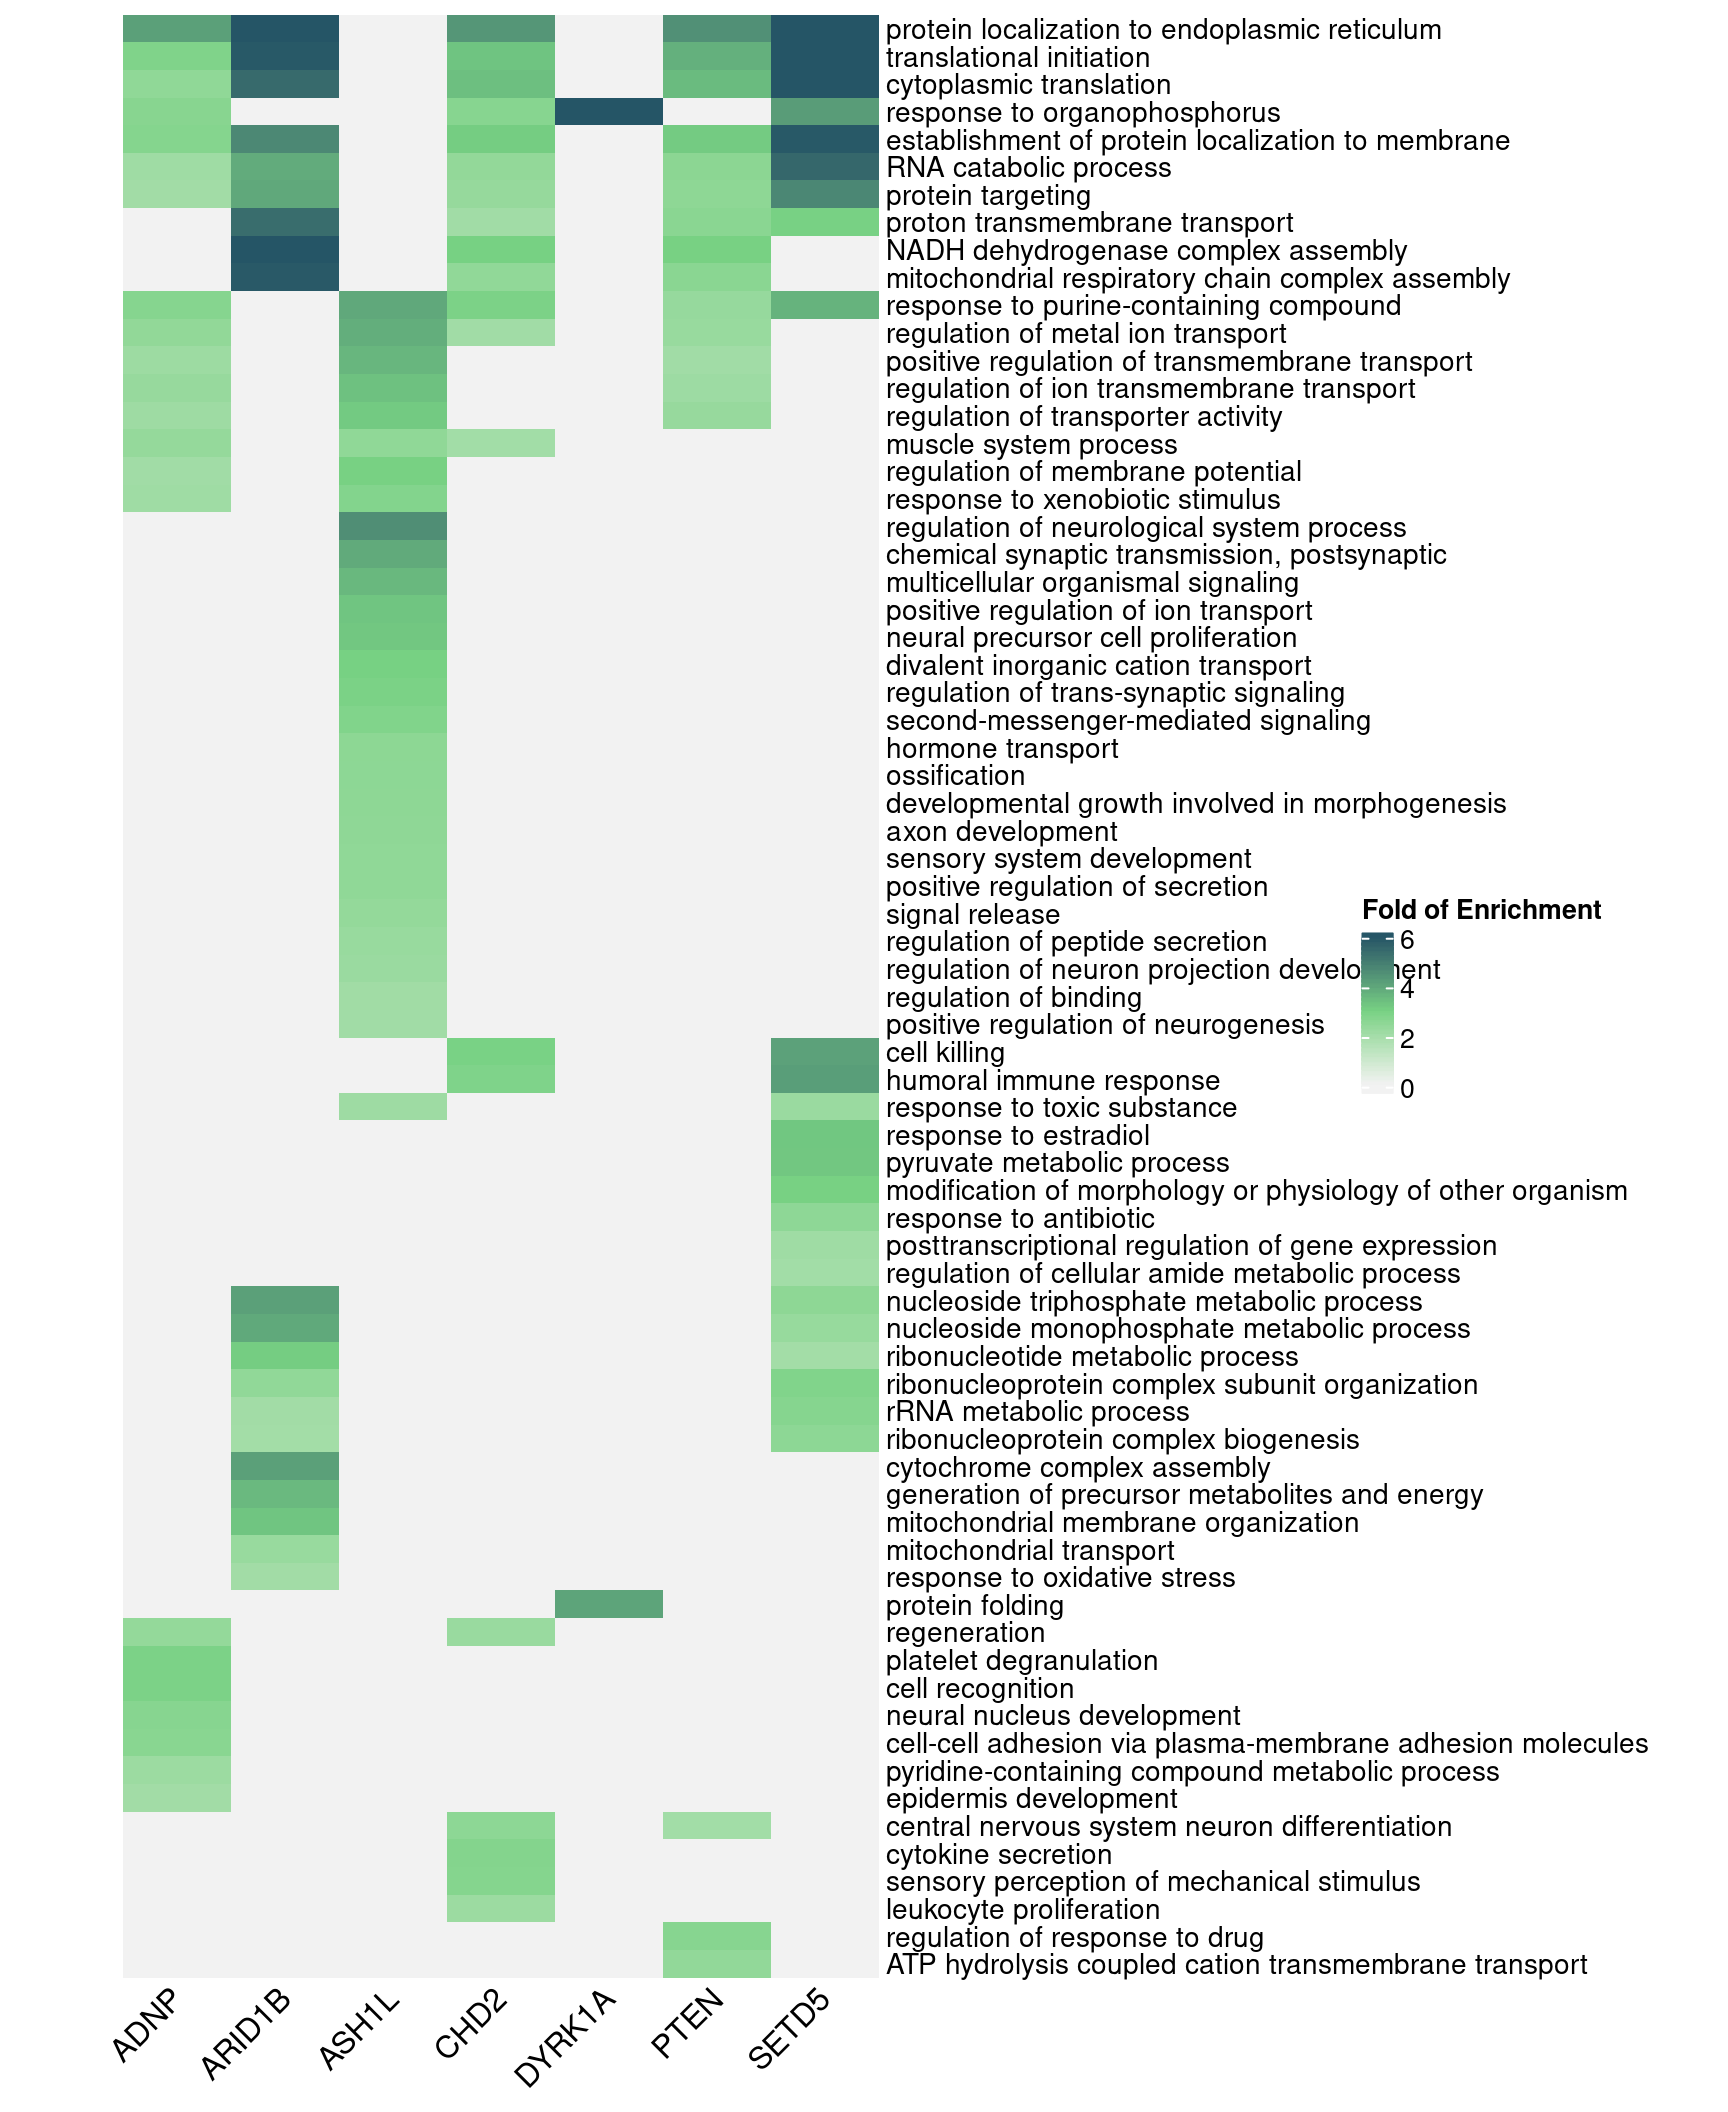 protein localization to endoplasmic reticulum
translational initiation
cytoplasmic translation
response to organophosphorus
establishment of protein localization to membrane
RNA catabolic process
protein targeting
proton transmembrane transport
NADH dehydrogenase complex assembly
mitochondrial respiratory chain complex assembly
response to purine-containing compound
regulation of metal ion transport
positive regulation of transmembrane transport
regulation of ion transmembrane transport
regulation of transporter activity
muscle system process
regulation of membrane potential
response to xenobiotic stimulus
regulation of neurological system process
chemical synaptic transmission, postsynaptic
multicellular organismal signaling
positive regulation of ion transport
neural precursor cell proliferation
divalent inorganic cation transport
regulation of trans-synaptic signaling
second-messenger-mediated signaling
hormone transport
ossification
developmental growth involved in morphogenesis
axon development
sensory system development
positive regulation of secretion
signal release
regulation of peptide secretion
regulation of neuron projection development
regulation of binding
positive regulation of neurogenesis
cell killing
humoral immune response
response to toxic substance
response to estradiol
pyruvate metabolic process
modification of morphology or physiology of other organism
response to antibiotic
posttranscriptional regulation of gene expression
regulation of cellular amide metabolic process
nucleoside triphosphate metabolic process
nucleoside monophosphate metabolic process
ribonucleotide metabolic process
ribonucleoprotein complex subunit organization
rRNA metabolic process
ribonucleoprotein complex biogenesis
cytochrome complex assembly
generation of precursor metabolites and energy
mitochondrial membrane organization
mitochondrial transport
response to oxidative stress
protein folding
regeneration
platelet degranulation
cell recognition
neural nucleus development
cell-cell adhesion via plasma-membrane adhesion molecules
pyridine-containing compound metabolic process
epidermis development
central nervous system neuron differentiation
cytokine secretion
sensory perception of mechanical stimulus
leukocyte proliferation
regulation of response to drug
ATP hydrolysis coupled cation transmembrane transport
Fold of Enrichment
6
4
2
0
ADNP
ARID1B
ASH1L
CHD2
DYRK1A
PTEN
SETD5